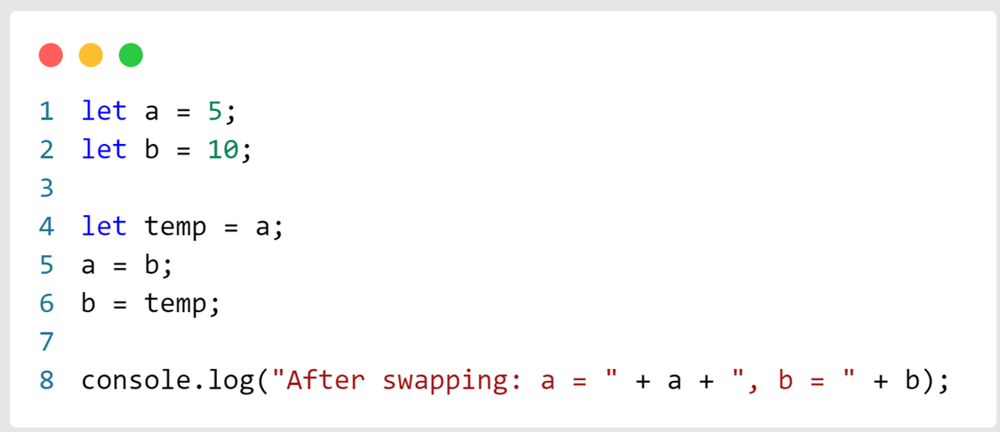 1 let a = 5;
2 let b = 10;
3
4 let temp = a;
5 a = b;
6 b = temp;
7
8 console.log("After swapping: a = " + a + ", b = " + b);